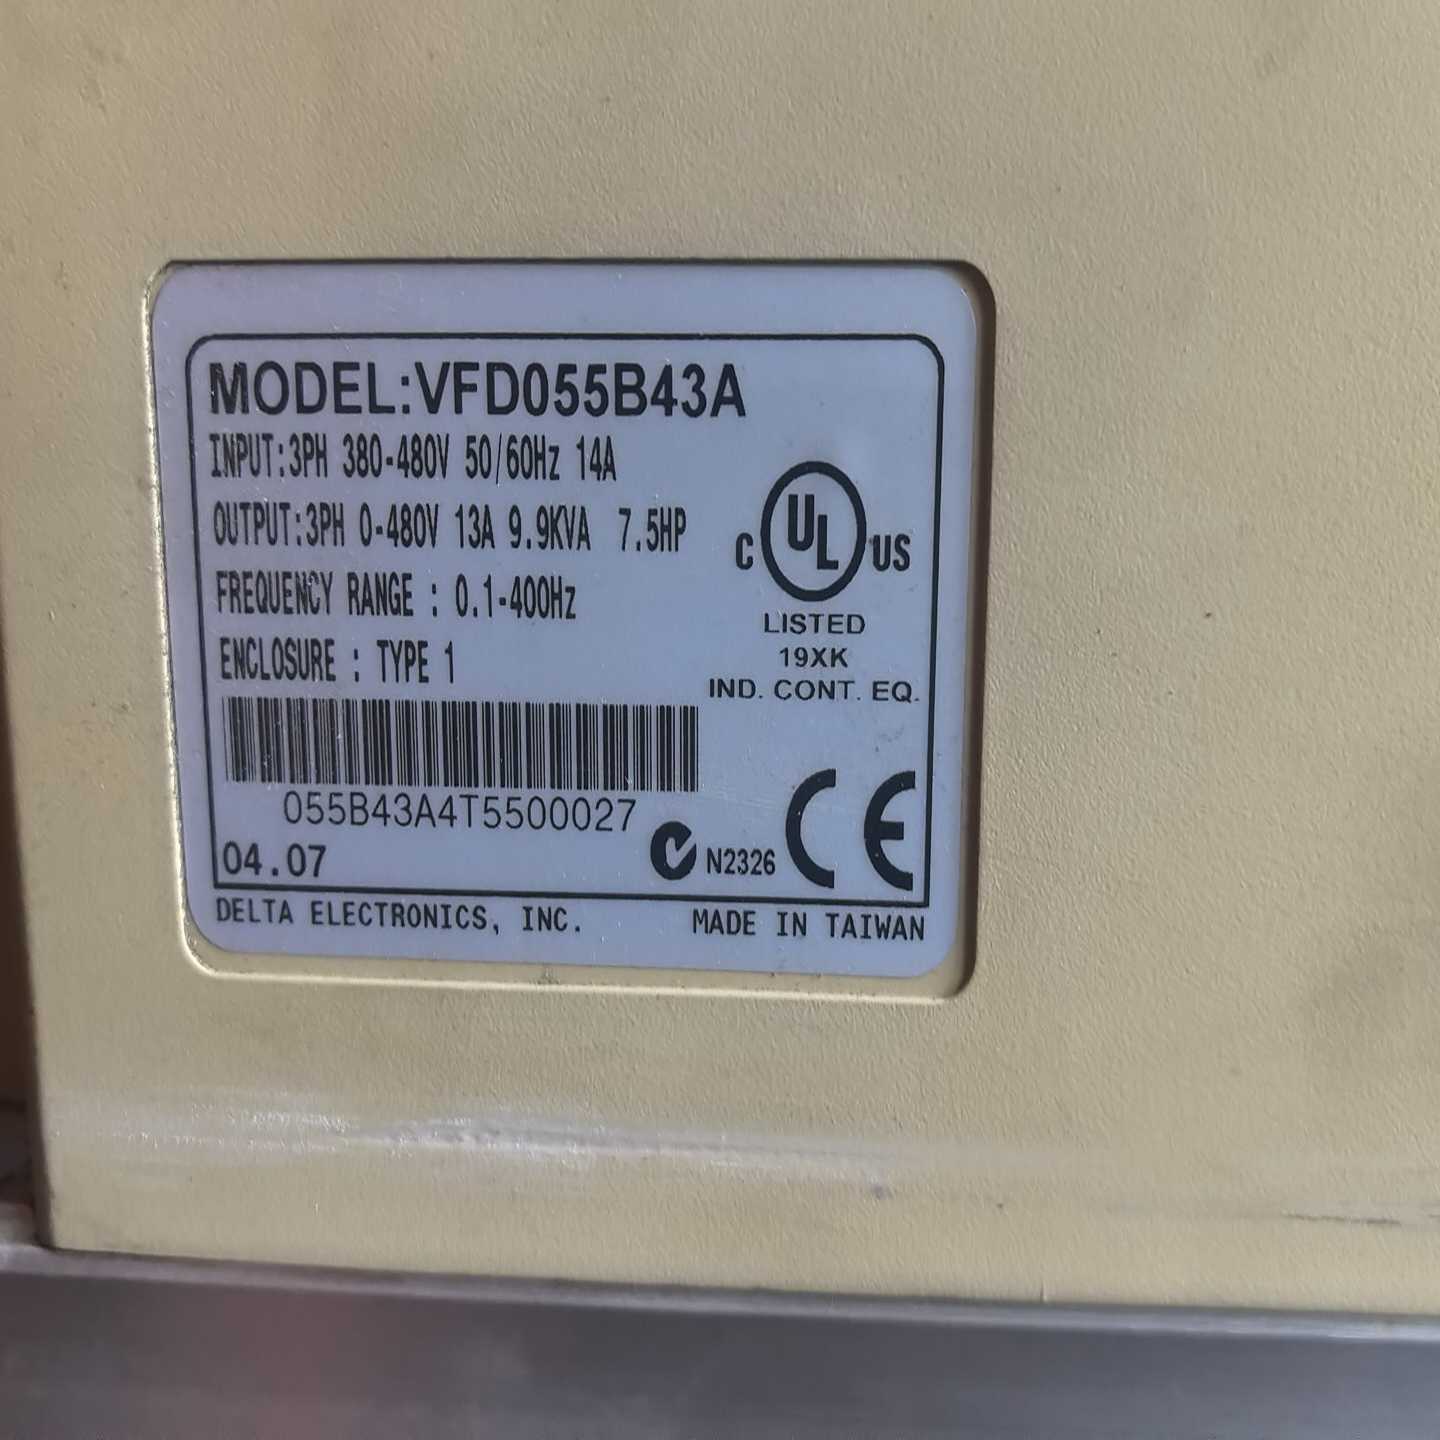 MODEL:VFD055B43A
INPUT:3PH 380-480V 50/60Hz 14A
OUTPUT:3PH 0-480V 13A 9.9KVA 7.5HP
FREQUENCY RANGE : 0.1-400Hz
ENCLOSURE : TYPE 1
C UL US
LISTED
19XK
IND. CONT. EQ.
055B43A4T5500027
04.07
N2326
CE
DELTA ELECTRONICS, INC. MADE IN TAIWAN